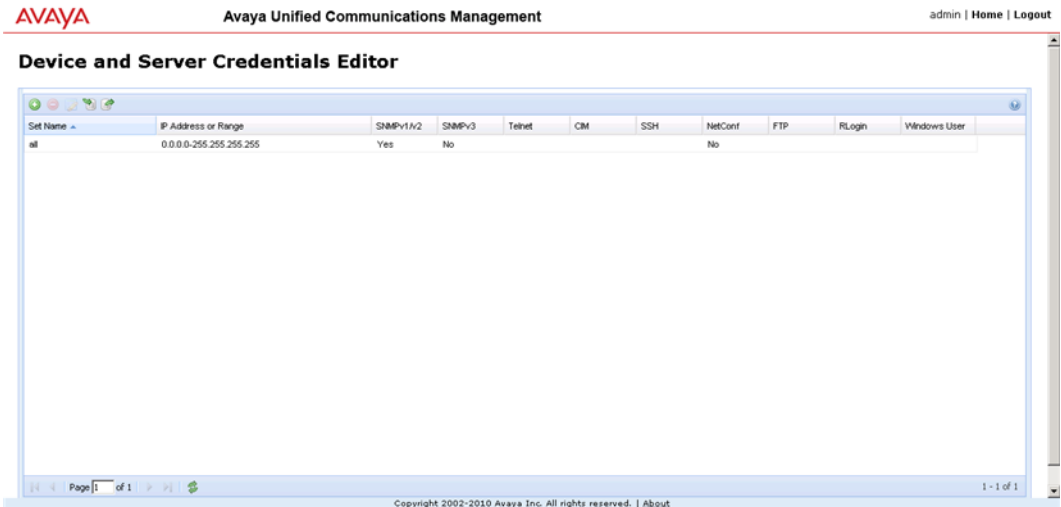 AVAYA Avaya Unified Communications Management admin | Home | Logout
Device and Server Credentials Editor
Set Name IP Address or Range SNMPv1/v2 SNMPv3 Telnet CIM SSH NetConf FTP RLogin Windows User
all 0.0.0.0-255.255.255.255 Yes No No
Page 1 of 1 1 - 1 of 1
Copyright 2002-2010 Avaya Inc. All rights reserved. | About